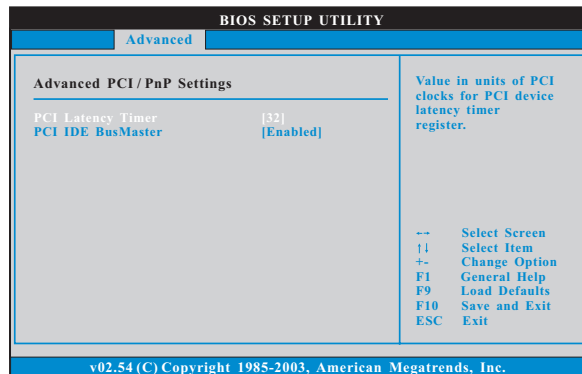 BIOS SETUP UTILITY
Advanced
Advanced PCI / PnP Settings
PCI Latency Timer [32]
PCI IDE BusMaster [Enabled]
Value in units of PCI
clocks for PCI device
latency timer
register.
←→ Select Screen
↑↓ Select Item
+- Change Option
F1 General Help
F9 Load Defaults
F10 Save and Exit
ESC Exit
v02.54 (C) Copyright 1985-2003, American Megatrends, Inc.